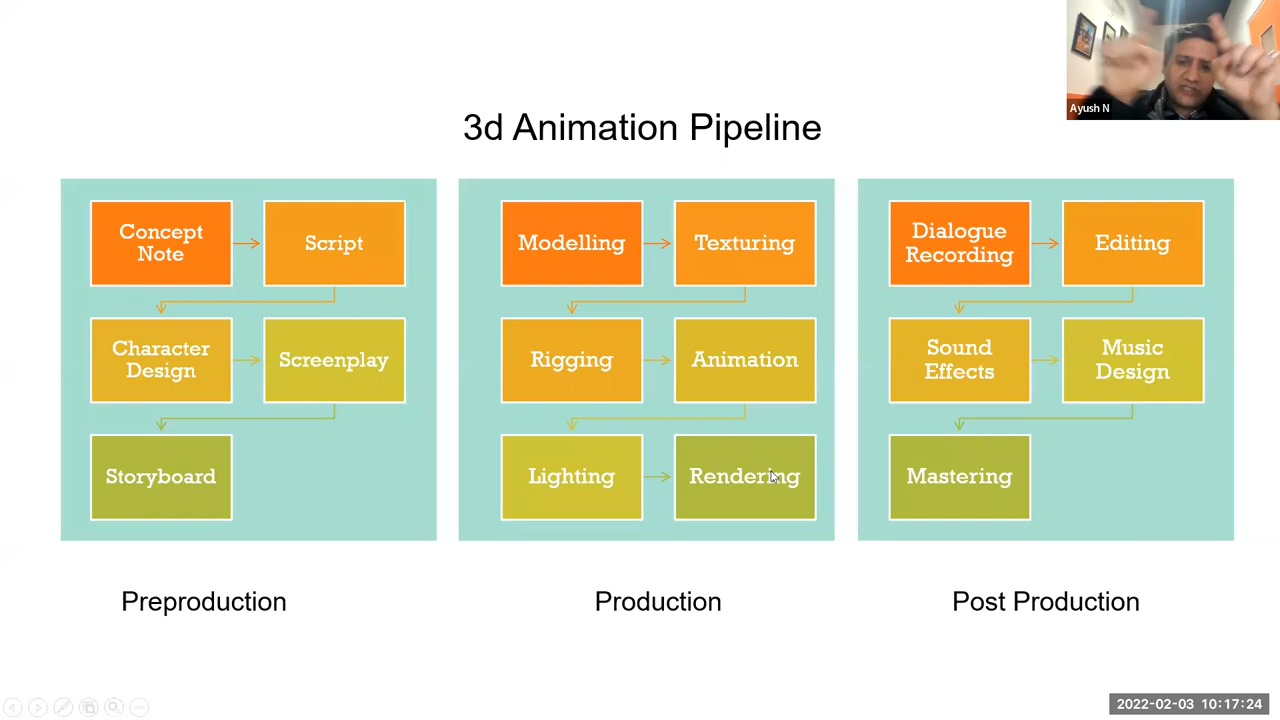 Ayush N
3d Animation Pipeline
Concept
Note
Script
Character
Design
Screenplay
Storyboard
Modelling
Texturing
Rigging
Animation
Lighting
Rendering
Dialogue
Recording
Editing
Sound
Effects
Music
Design
Mastering
Preproduction
Production
Post Production
2022-02-03 10:17:24